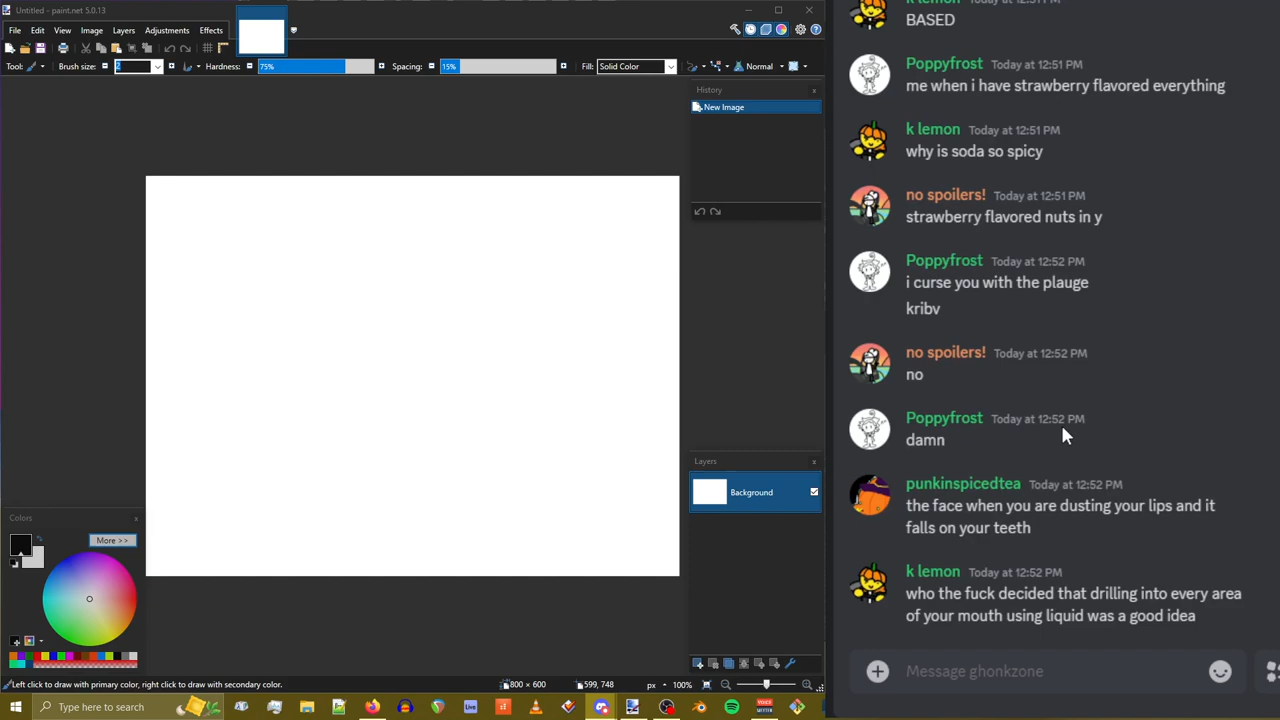 Untitled - paint.net 5.0.13
File Edit View Image Layers Adjustments Effects
Tool: Brush size: 2 Hardness: 75% Spacing: 15% Fill: Solid Color Normal
History
New Image
Layers
Background
Colors
More >>
Left click to draw with primary color, right click to draw with secondary color.
800 × 600
599, 748
px
100%
Type here to search
k lemon Today at 12:51 PM
BASED
Poppyfrost Today at 12:51 PM
me when i have strawberry flavored everything
k lemon Today at 12:51 PM
why is soda so spicy
no spoilers! Today at 12:51 PM
strawberry flavored nuts in y
Poppyfrost Today at 12:52 PM
i curse you with the plauge
kribv
no spoilers! Today at 12:52 PM
no
Poppyfrost Today at 12:52 PM
damn
punkinspicedtea Today at 12:52 PM
the face when you are dusting your lips and it
falls on your teeth
k lemon Today at 12:52 PM
who the fuck decided that drilling into every area
of your mouth using liquid was a good idea
Message ghonkzone